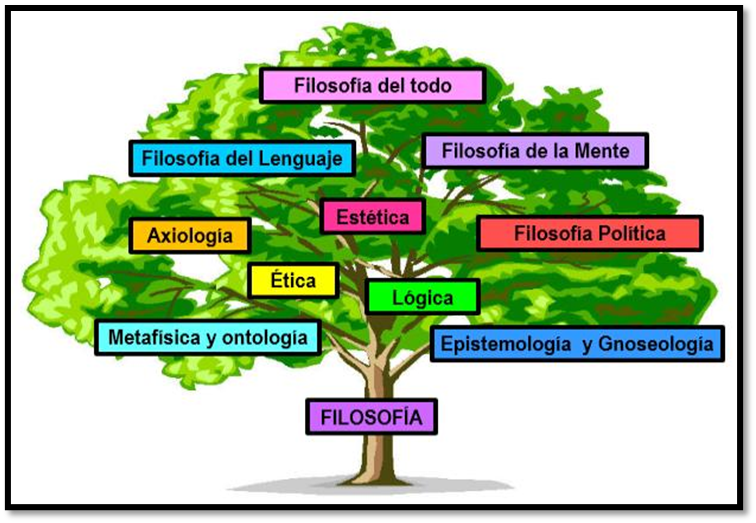 Filosofía del todo
Filosofía del Lenguaje
Filosofía de la Mente
Estética
Axiología
Filosofía Política
Ética
Lógica
Metafísica y ontología
Epistemología y Gnoseología
FILOSOFÍA